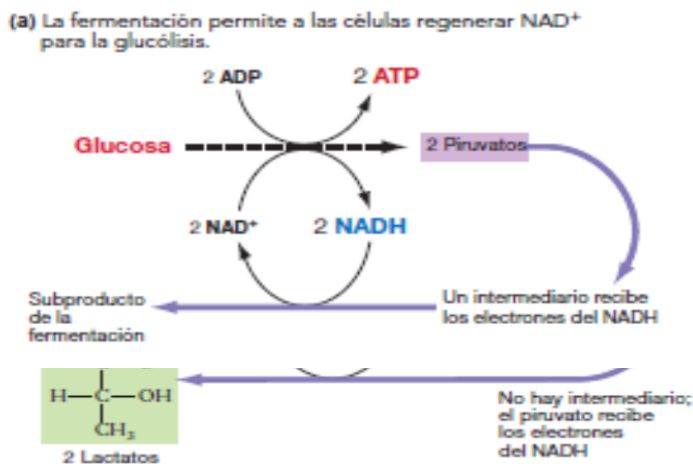 (a) La fermentación permite a las células regenerar NAD⁺
para la glucólisis.
2 ADP
2 ATP
Glucosa
2 Piruvatos
2 NAD⁺
2 NADH
Subproducto
de la
fermentación
Un intermediario recibe
los electrones del NADH
H—C—OH
CH₃
2 Lactatos
No hay intermediario;
el piruvato recibe
los electrones
del NADH